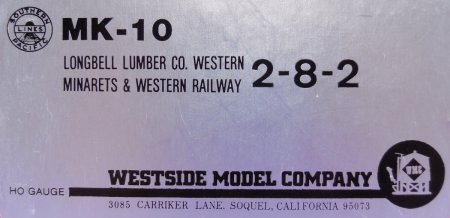 SOUTHERN
LINES
PACIFIC
MK-10
LONGBELL LUMBER CO. WESTERN
MINARETS & WESTERN RAILWAY
2-8-2
WESTSIDE MODEL COMPANY
HO GAUGE
3085 CARRIKER LANE, SOQUEL, CALIFORNIA 95073